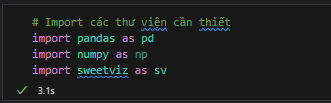 # Import các thư viện cần thiết
import pandas as pd
import numpy as np
import sweetviz as sv
3.1s